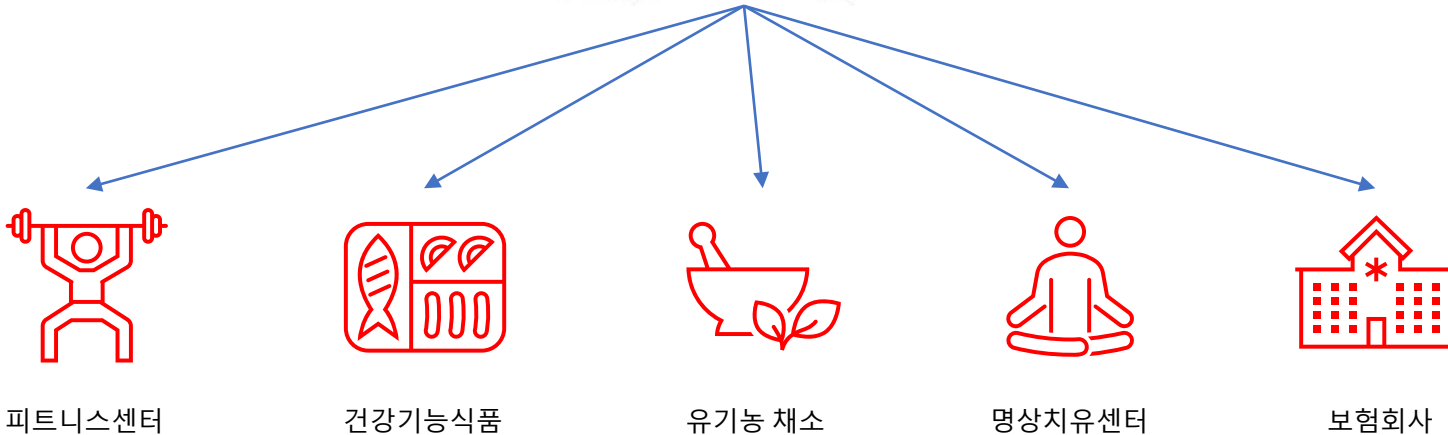 피트니스센터
건강기능식품
유기농 채소
명상치유센터
보험회사